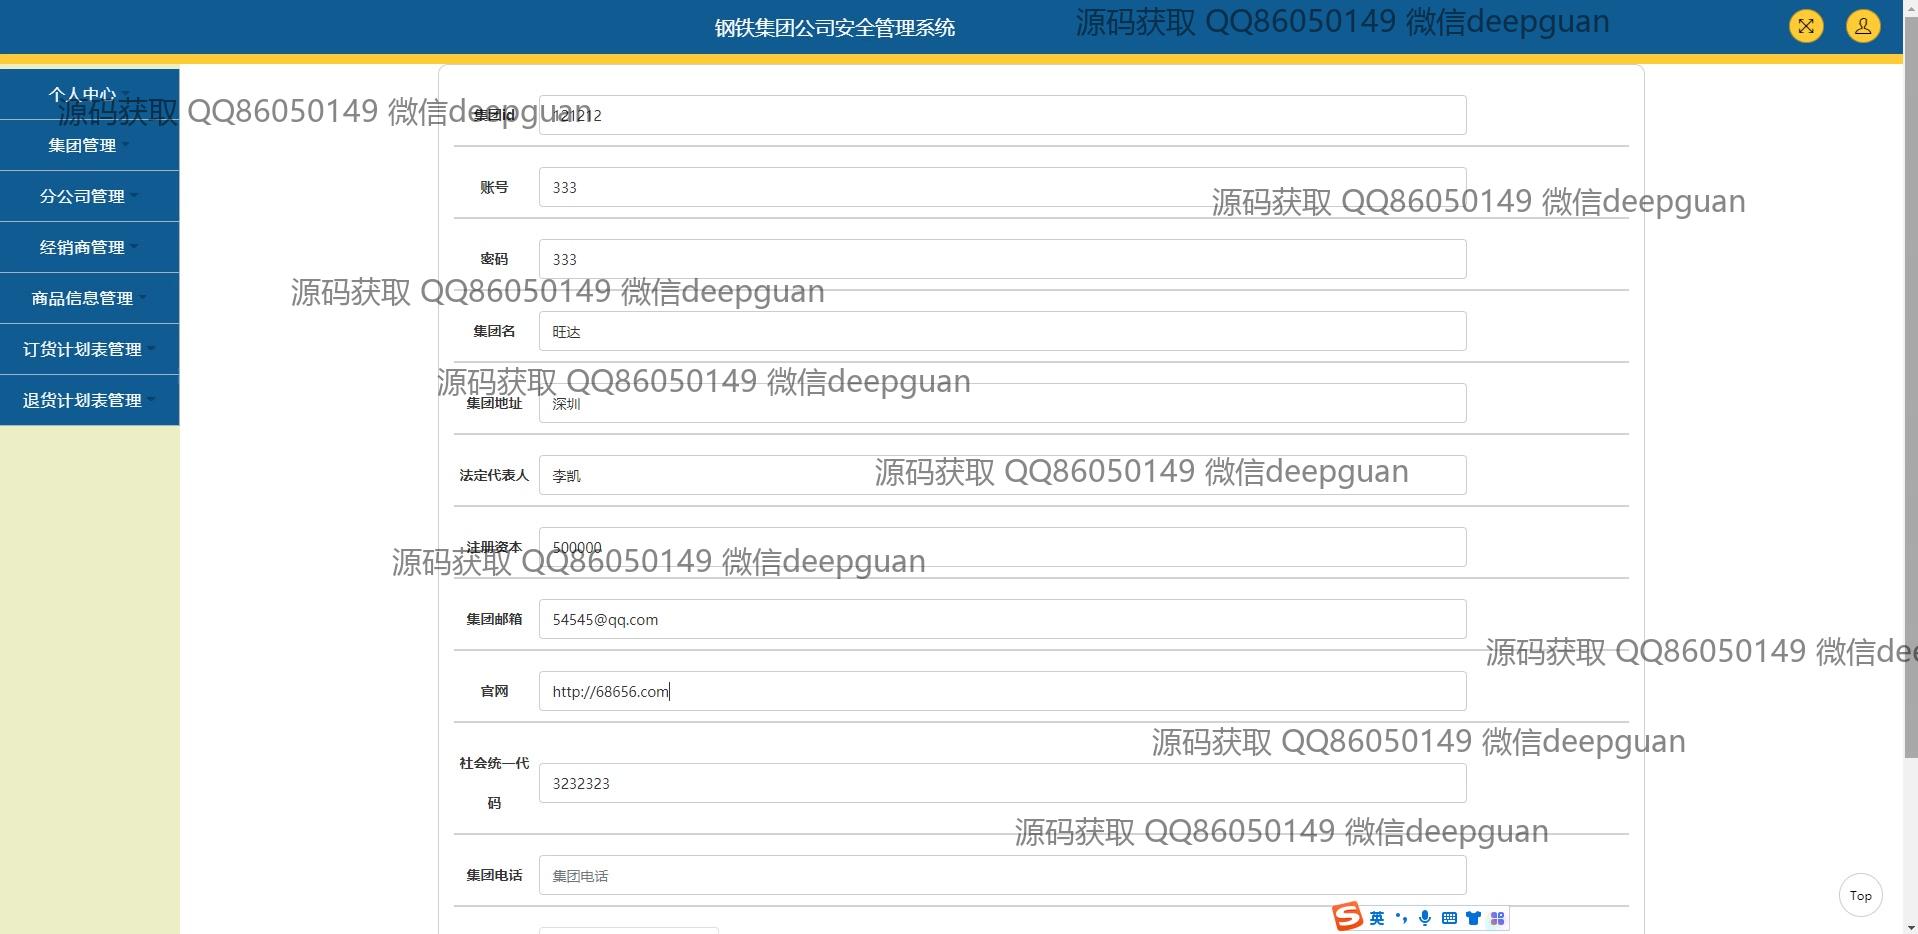 钢铁集团公司安全管理系统
源码获取 QQ86050149 微信deepguan
个人中心
源码获取 QQ86050149 微信deepguan
集团id 121212
集团管理
账号 333
分公司管理
源码获取 QQ86050149 微信deepguan
经销商管理
密码 333
源码获取 QQ86050149 微信deepguan
商品信息管理
集团名 旺达
订货计划表管理
源码获取 QQ86050149 微信deepguan
退货计划表管理
集团地址 深圳
法定代表人 李凯
源码获取 QQ86050149 微信deepguan
注册资本 500000
源码获取 QQ86050149 微信deepguan
集团邮箱 54545@qq.com
源码获取 QQ86050149 微信dee
官网 http://68656.com
源码获取 QQ86050149 微信deepguan
社会统一代
码
3232323
源码获取 QQ86050149 微信deepguan
集团电话 集团电话
Top
S 英